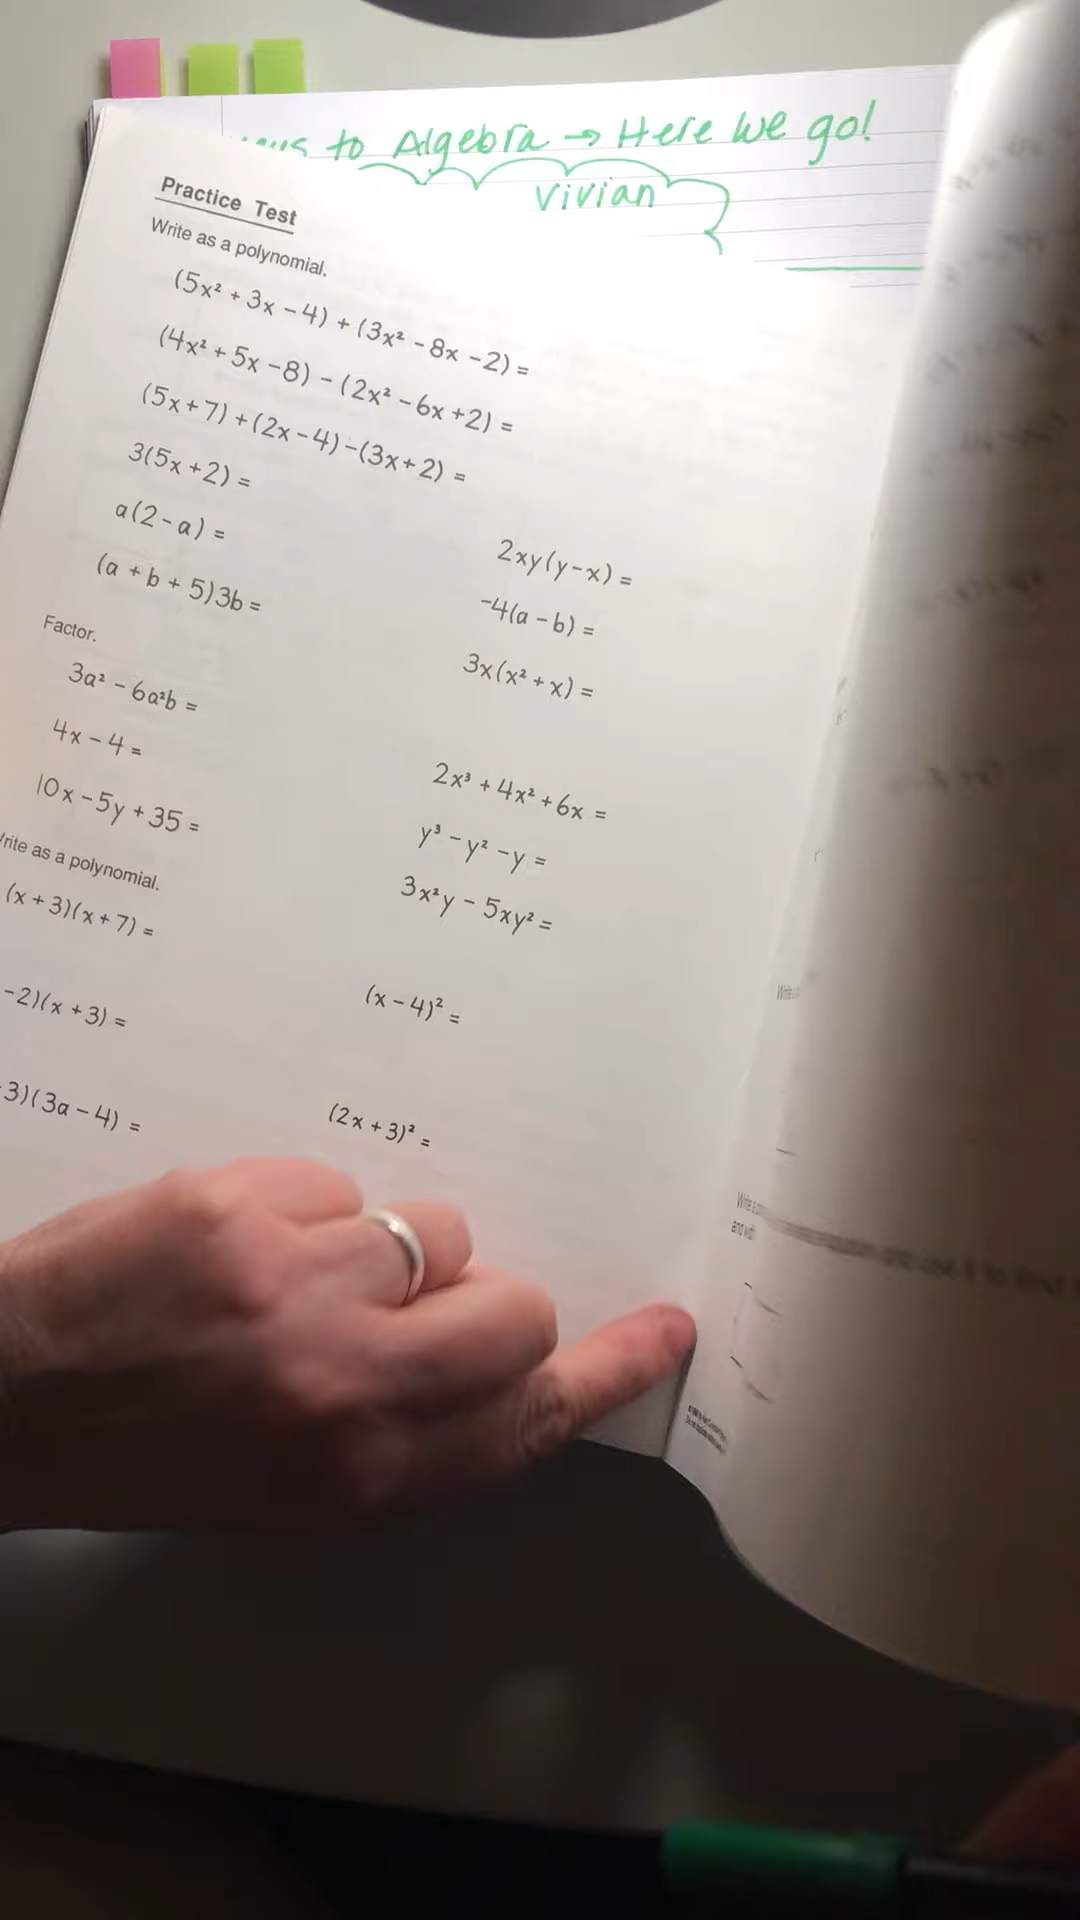 to Algebra → Here we go!
Vivian
Practice Test
Write as a polynomial.
(5x² + 3x - 4) + (3x² - 8x - 2) =
(4x² + 5x - 8) - (2x² - 6x + 2) =
(5x + 7) + (2x - 4) - (3x + 2) =
3(5x + 2) =
a(2 - a) =
2xy(y - x) =
(a + b + 5)3b =
⁻4(a - b) =
3x(x² + x) =
Factor.
3a² - 6a²b =
4x - 4 =
2x³ + 4x² + 6x =
10x - 5y + 35 =
y³ - y² - y =
3x²y - 5xy² =
rite as a polynomial.
(x + 3)(x + 7) =
(x - 4)² =
-2)(x + 3) =
3)(3a - 4) =
(2x + 3)² =
Write a
and